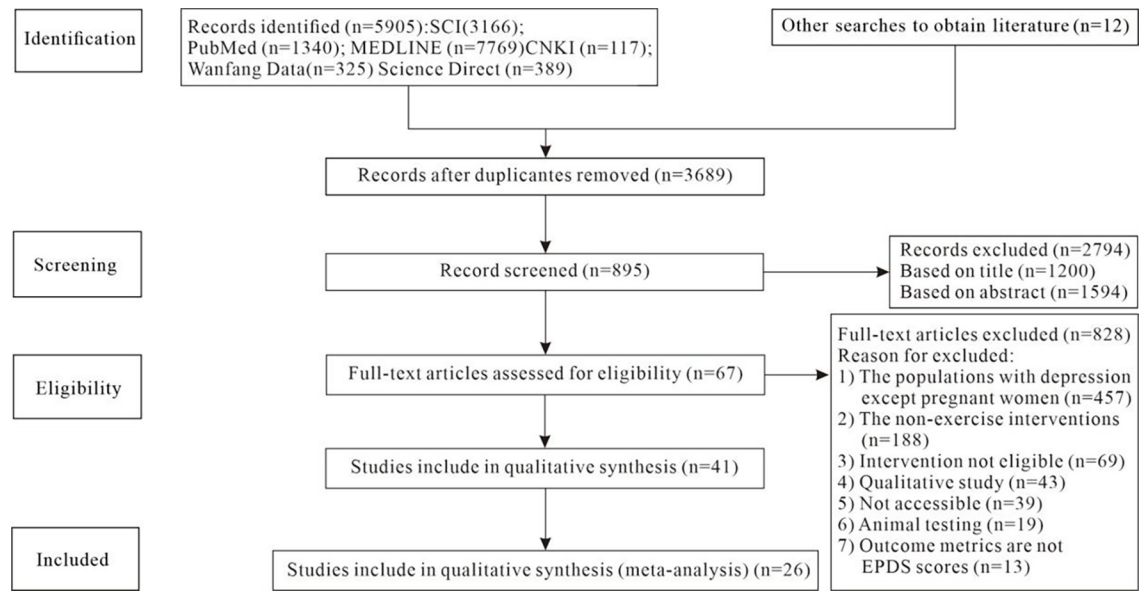 Identification
Records identified (n=5905):SCI(3166);
PubMed (n=1340); MEDLINE (n=7769)CNKI (n=117);
Wanfang Data(n=325) Science Direct (n=389)
Other searches to obtain literature (n=12)
Records after duplicantes removed (n=3689)
Screening
Record screened (n=895)
Records excluded (n=2794)
Based on title (n=1200)
Based on abstract (n=1594)
Eligibility
Full-text articles assessed for eligibility (n=67)
Full-text articles excluded (n=828)
Reason for excluded:
1) The populations with depression
except pregnant women (n=457)
2) The non-exercise interventions
(n=188)
3) Intervention not eligible (n=69)
4) Qualitative study (n=43)
5) Not accessible (n=39)
6) Animal testing (n=19)
7) Outcome metrics are not
EPDS scores (n=13)
Studies include in qualitative synthesis (n=41)
Included
Studies include in qualitative synthesis (meta-analysis) (n=26)